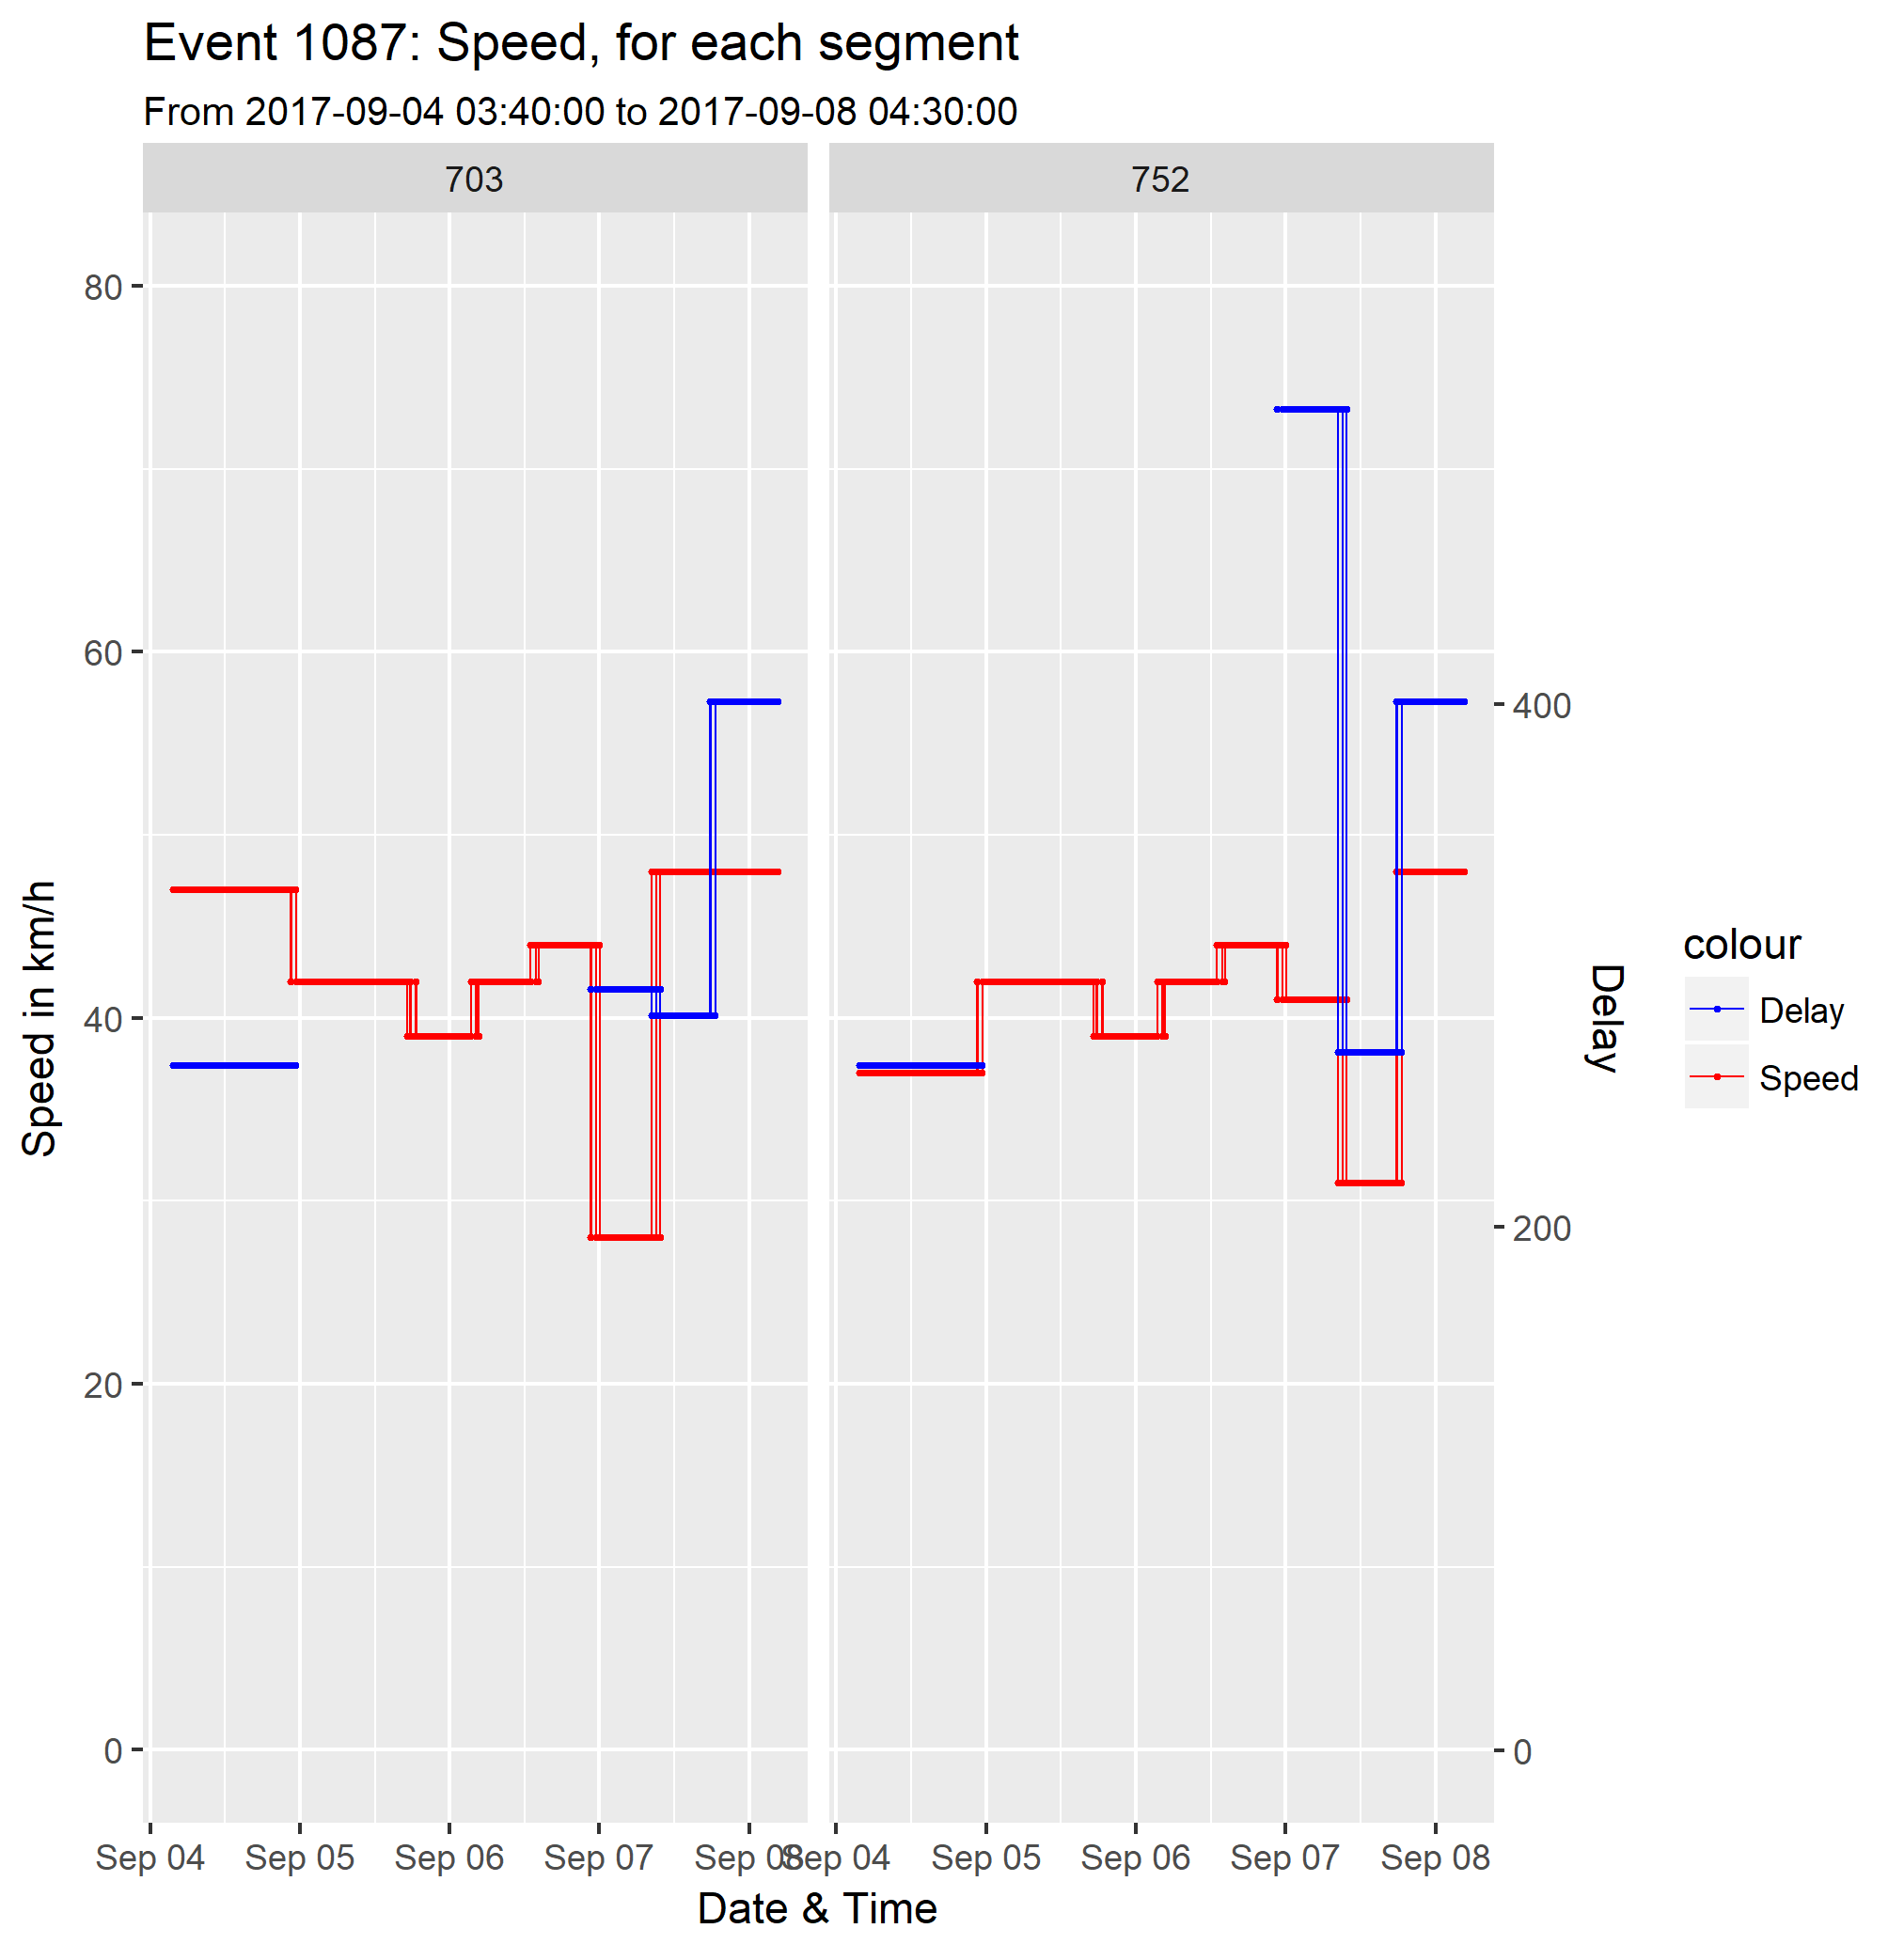 Event 1087: Speed, for each segment
From 2017-09-04 03:40:00 to 2017-09-08 04:30:00
703
752
80
60
40
20
0
Speed in km/h
400
200
0
Delay
colour
Delay
Speed
Sep 04
Sep 05
Sep 06
Sep 07
Sep 08
Sep 04
Sep 05
Sep 06
Sep 07
Sep 08
Date & Time